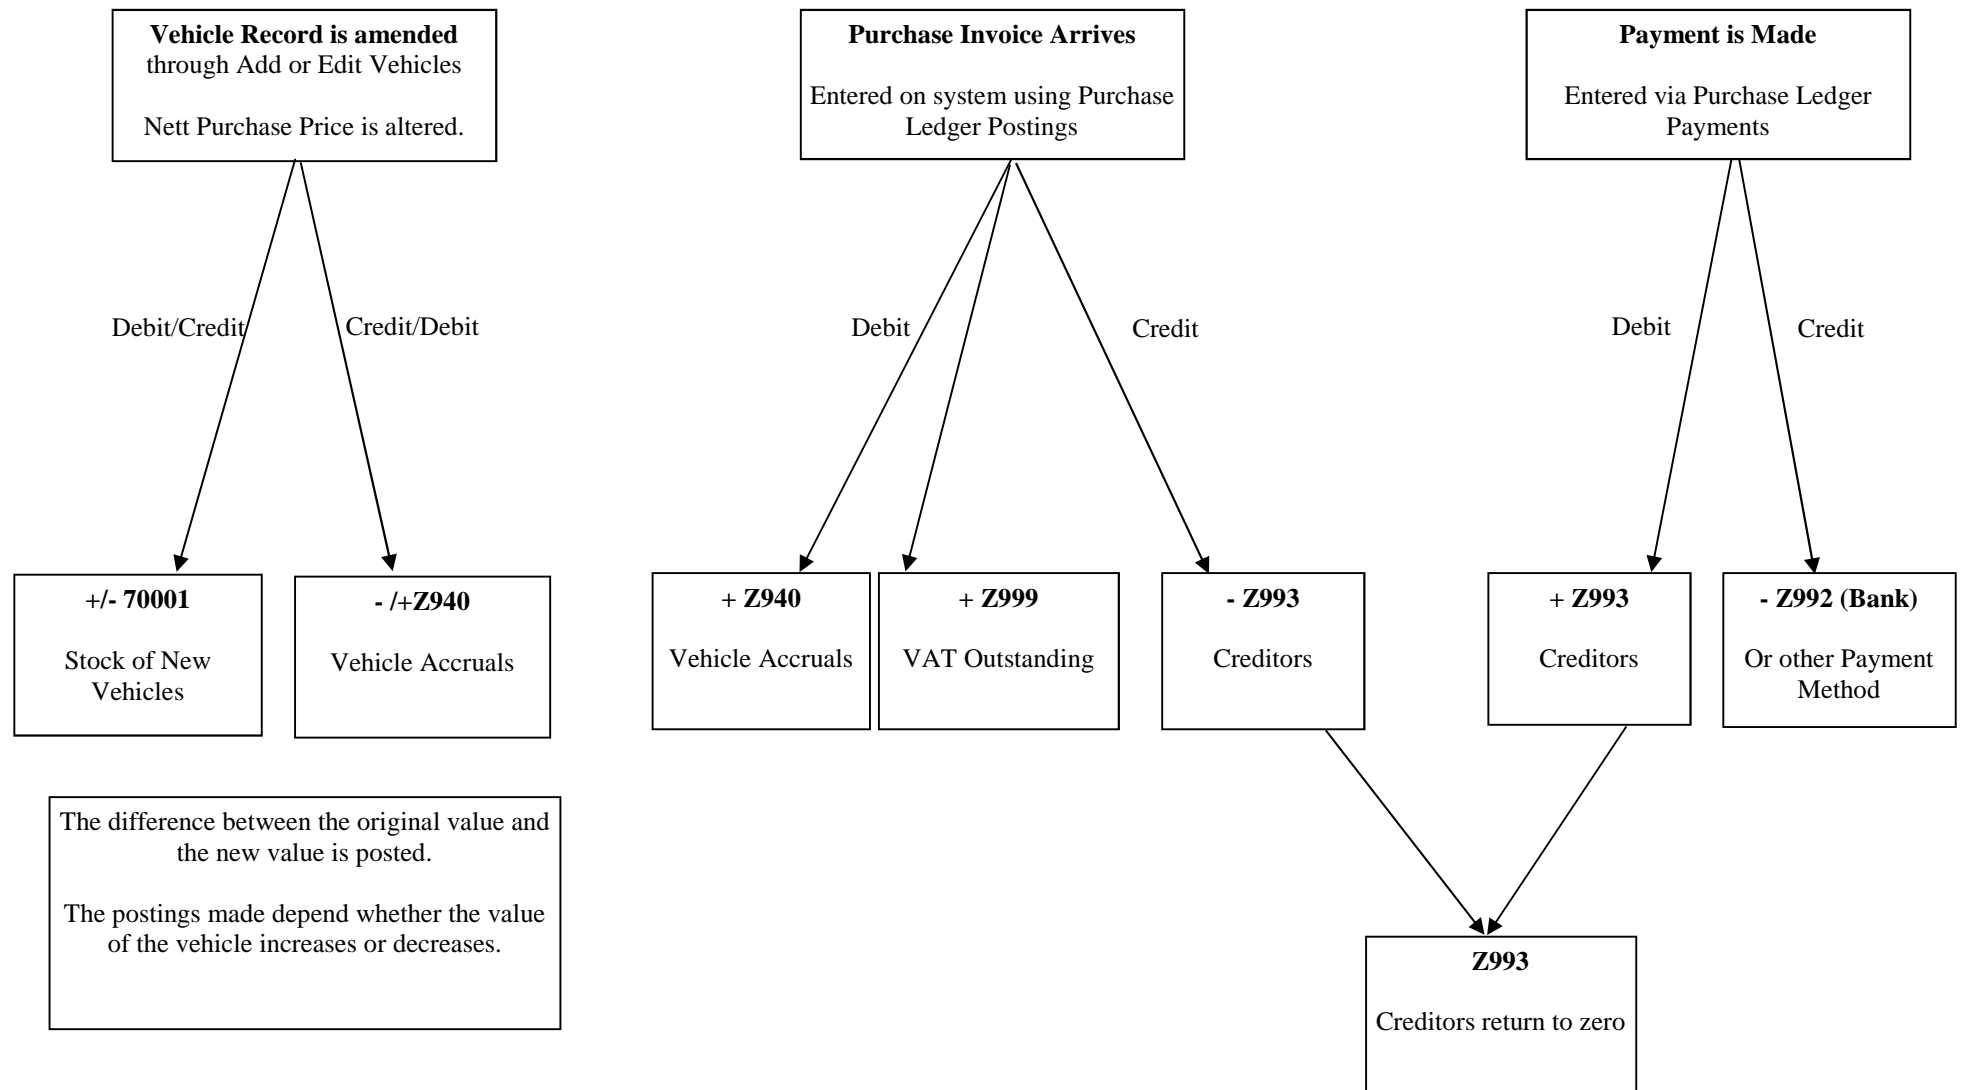 Vehicle Record is amended
through Add or Edit Vehicles
Nett Purchase Price is altered.
Purchase Invoice Arrives
Entered on system using Purchase
Ledger Postings
Payment is Made
Entered via Purchase Ledger
Payments
Debit/Credit
Credit/Debit
Debit
Credit
Debit
Credit
+/- 70001
Stock of New
Vehicles
- /+Z940
Vehicle Accruals
+ Z940
Vehicle Accruals
+ Z999
VAT Outstanding
- Z993
Creditors
+ Z993
Creditors
- Z992 (Bank)
Or other Payment
Method
The difference between the original value and
the new value is posted.
The postings made depend whether the value
of the vehicle increases or decreases.
Z993
Creditors return to zero